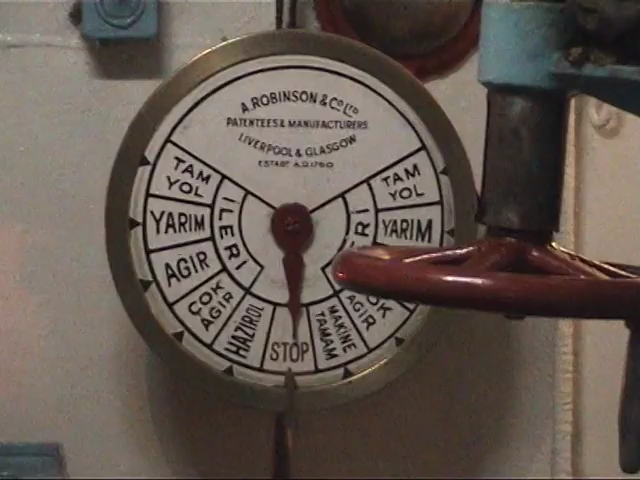 A. ROBINSON & CO LTD
PATENTEES & MANUFACTURERS
LIVERPOOL & GLASGOW
ESTABD A.D. 1760
TAM YOL
YARIM
AGIR
ÇOK AGIR
HAZIROL
STOP
MAKINE TAMAM
AGIR
YARIM
TAM YOL
ILERI